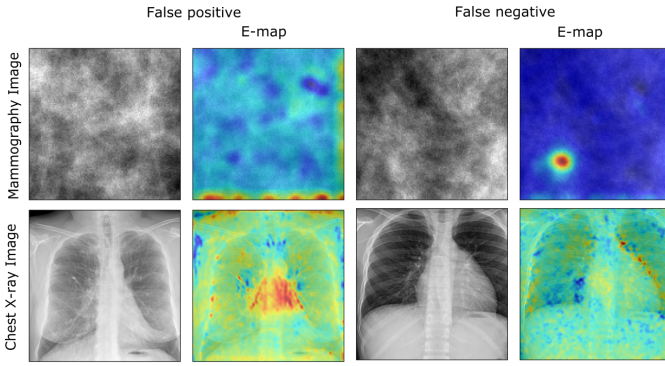 False positive
False negative
E-map
E-map
Mammography Image
Chest X-ray Image